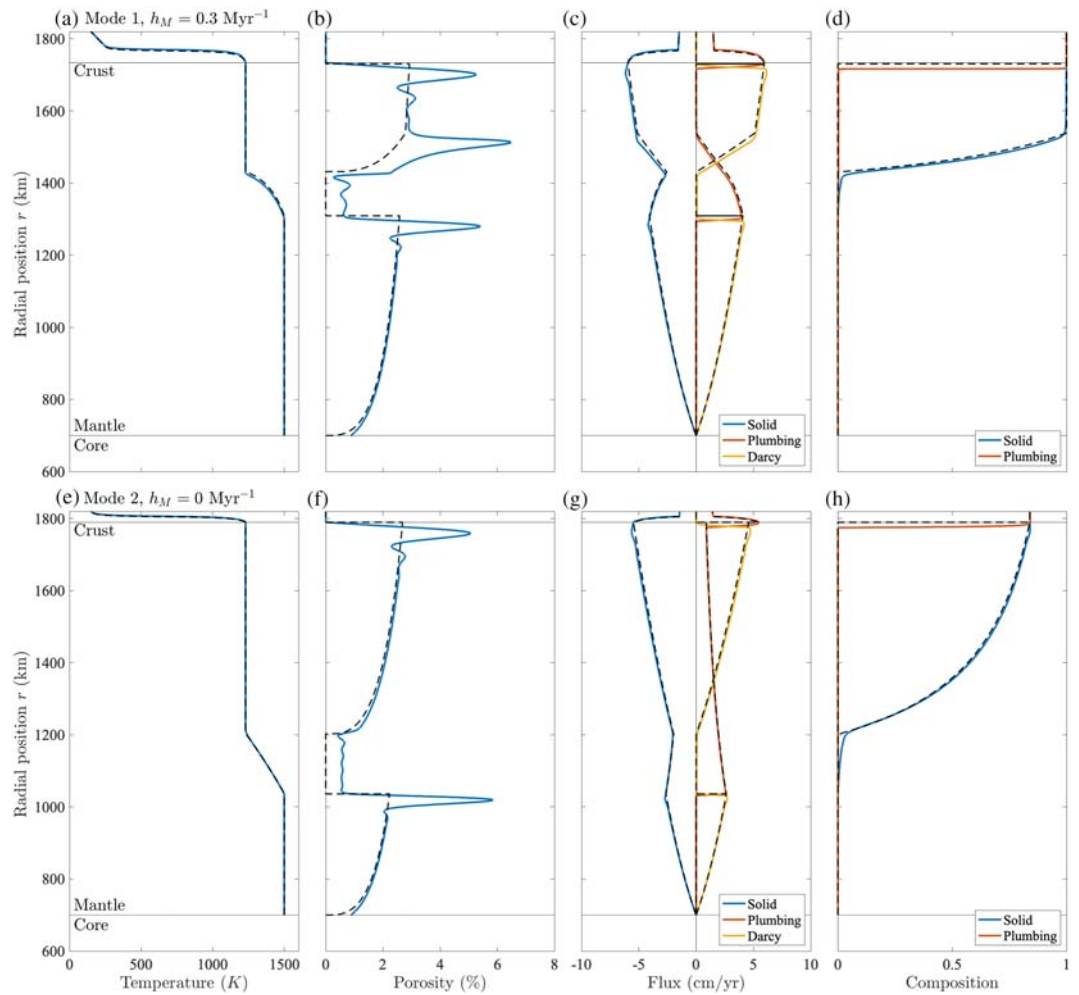 (a) Mode 1, h_M = 0.3 Myr⁻¹ (b) (c) (d)
1800
Crust
1600
1400
1200
1000
800
Mantle
Core
600
Radial position r (km)
Solid
Plumbing
Darcy
Solid
Plumbing
(e) Mode 2, h_M = 0 Myr⁻¹ (f) (g) (h)
1800
Crust
1600
1400
1200
1000
800
Mantle
Core
600
Radial position r (km)
Solid
Plumbing
Darcy
Solid
Plumbing
0 500 1000 1500 0 2 4 6 8 -10 -5 0 5 10 0 0.5 1
Temperature (K) Porosity (%) Flux (cm/yr) Composition